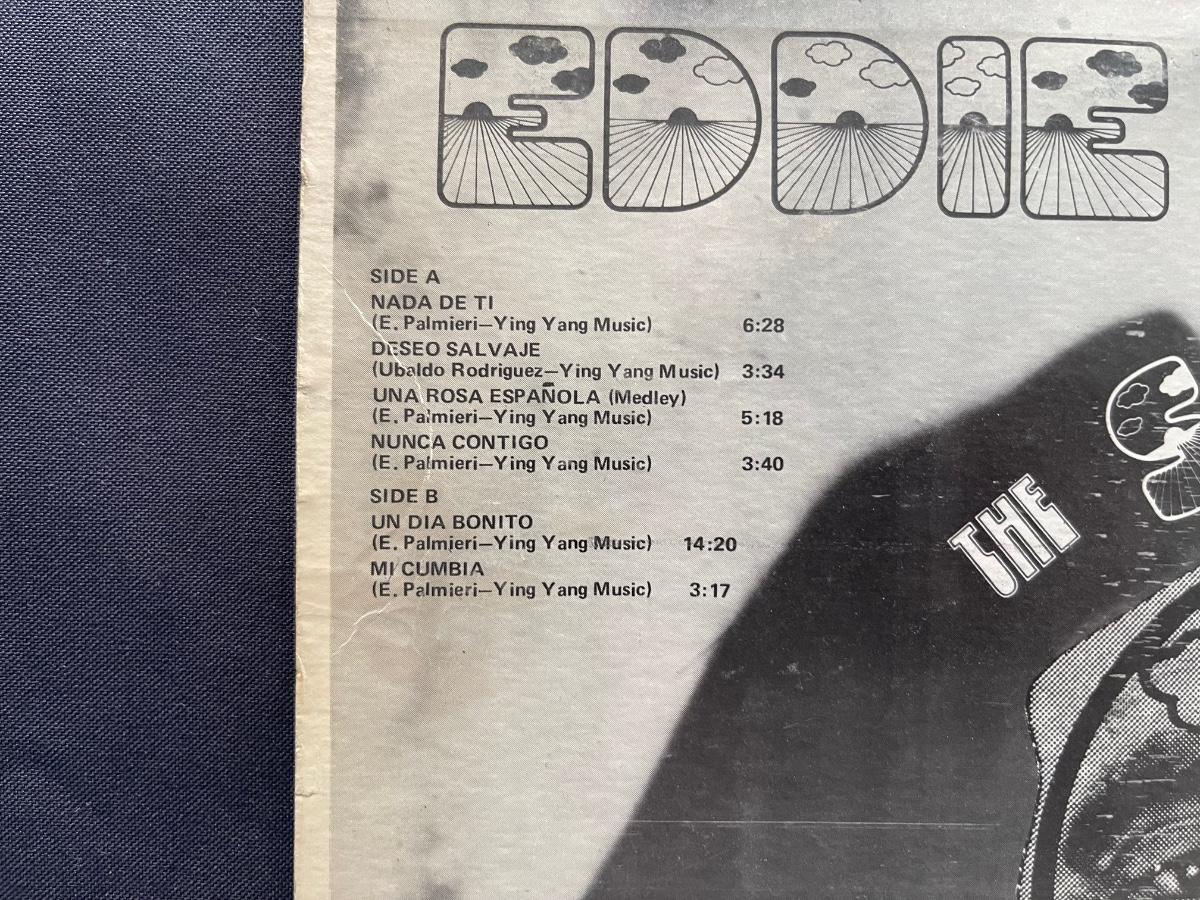 EDDIE
SIDE A
NADA DE TI
(E. Palmieri—Ying Yang Music) 6:28
DESEO SALVAJE
(Ubaldo Rodriguez—Ying Yang Music) 3:34
UNA ROSA ESPAÑOLA (Medley)
(E. Palmieri—Ying Yang Music) 5:18
NUNCA CONTIGO
(E. Palmieri—Ying Yang Music) 3:40
SIDE B
UN DIA BONITO
(E. Palmieri—Ying Yang Music) 14:20
MI CUMBIA
(E. Palmieri—Ying Yang Music) 3:17
THE